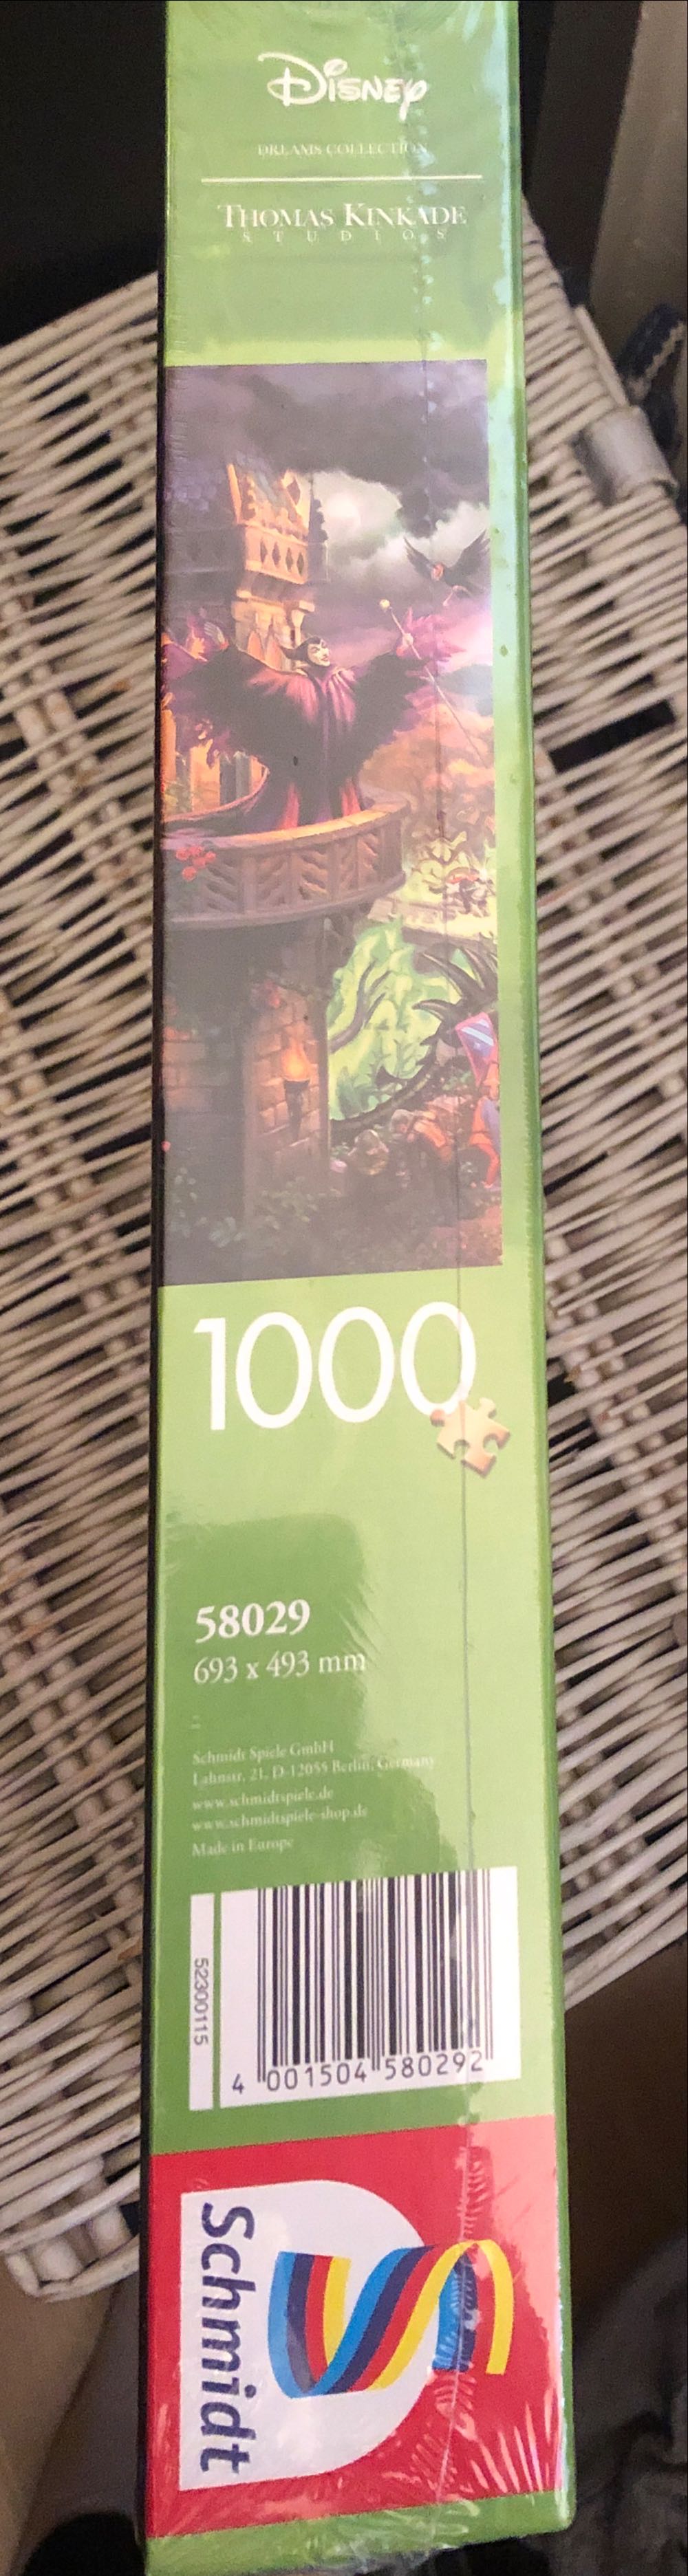 Disney
DREAMS COLLECTION
THOMAS KINKADE
STUDIOS
1000
58029
693 x 493 mm
Schmidt Spiele GmbH
Lahnstr. 21, D-12055 Berlin, Germany
www.schmidtspiele.de
www.schmidtspiele-shop.de
Made in Europe
52300115
4 001504 580292
Schmidt